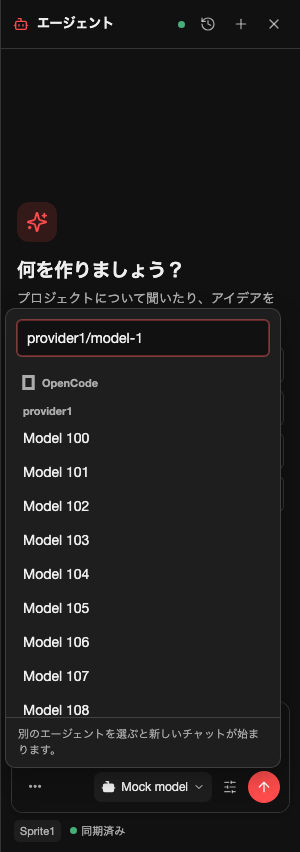 エージェント
何を作りましょう？
プロジェクトについて聞いたり、アイデアを
provider1/model-1
OpenCode
provider1
Model 100
Model 101
Model 102
Model 103
Model 104
Model 105
Model 106
Model 107
Model 108
別のエージェントを選ぶと新しいチャットが始ま
ります。
Mock model
Sprite1
同期済み